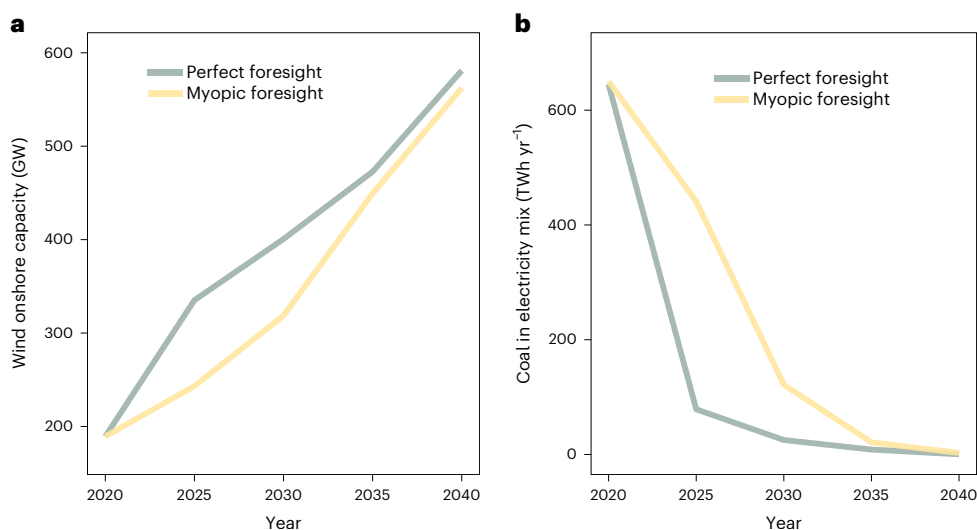 a
Perfect foresight
Myopic foresight
600
500
400
300
200
Wind onshore capacity (GW)
2020 2025 2030 2035 2040
Year
b
Perfect foresight
Myopic foresight
600
400
200
0
Coal in electricity mix (TWh yr⁻¹)
2020 2025 2030 2035 2040
Year